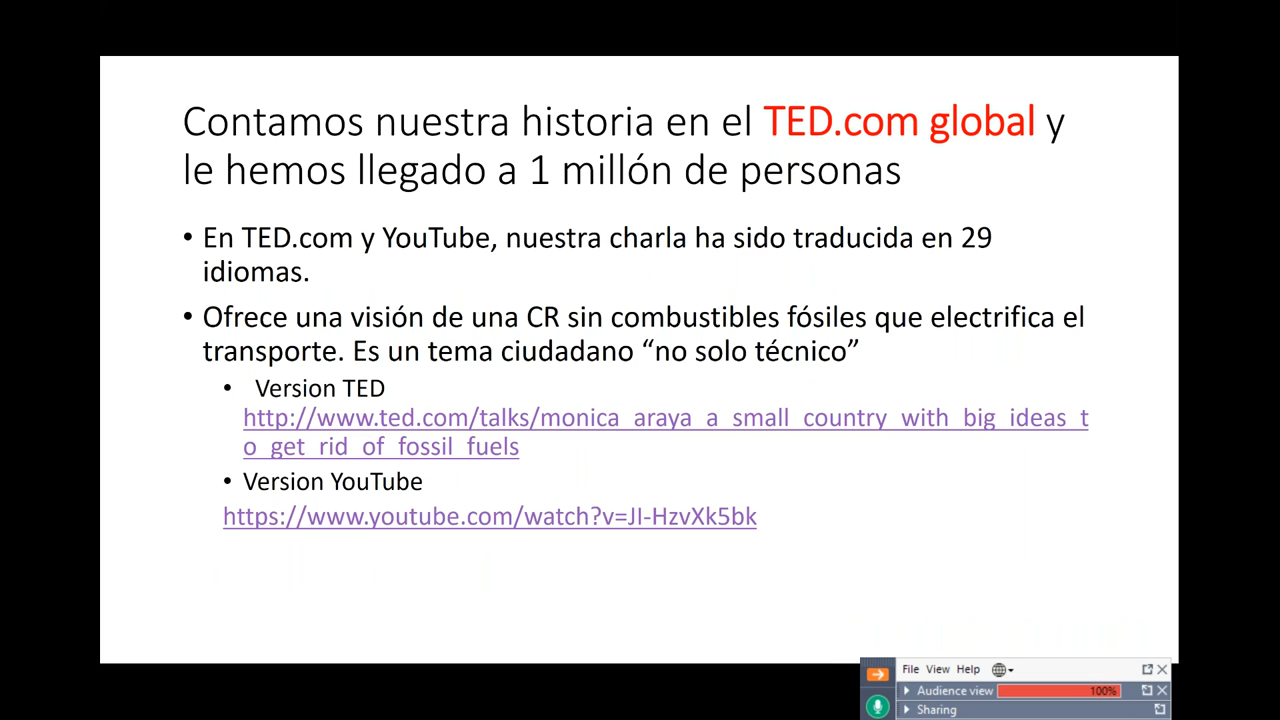 Contamos nuestra historia en el TED.com global y
le hemos llegado a 1 millón de personas
• En TED.com y YouTube, nuestra charla ha sido traducida en 29
idiomas.
• Ofrece una visión de una CR sin combustibles fósiles que electrifica el
transporte. Es un tema ciudadano “no solo técnico”
• Version TED
http://www.ted.com/talks/monica_araya_a_small_country_with_big_ideas_t
o_get_rid_of_fossil_fuels
• Version YouTube
https://www.youtube.com/watch?v=JI-HzvXk5bk
File View Help
Audience view 100%
Sharing